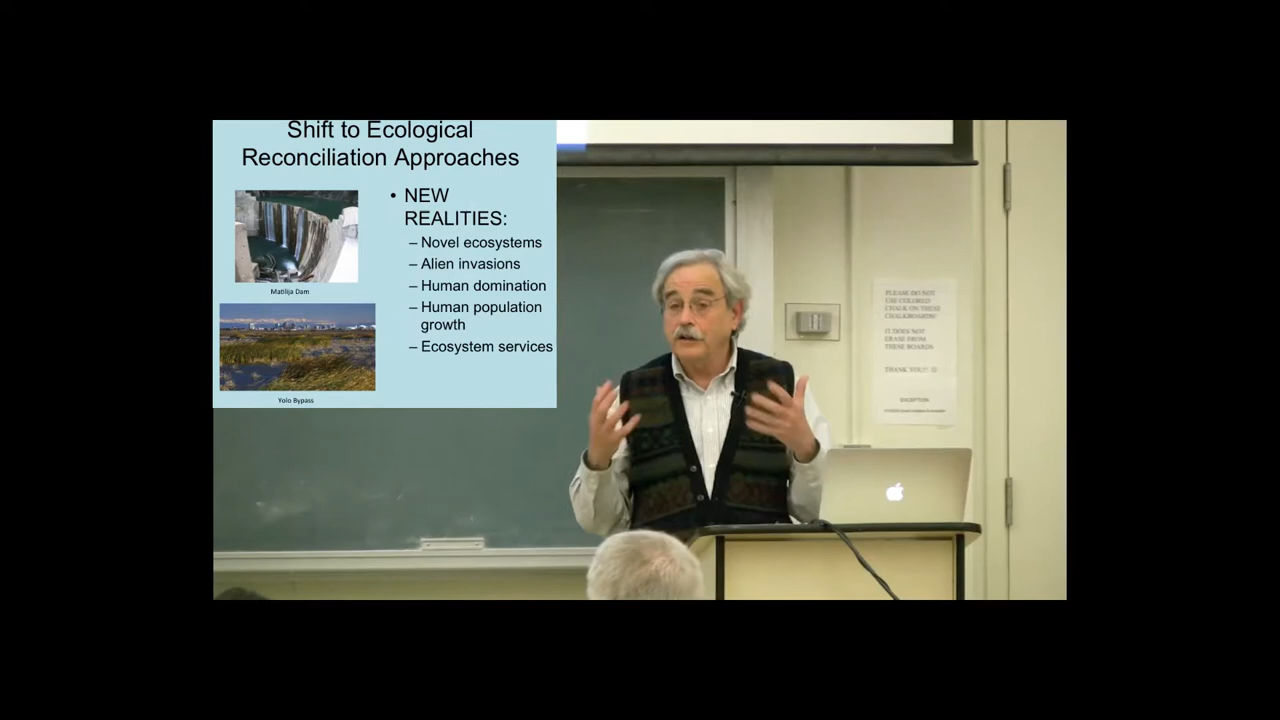 Shift to Ecological
Reconciliation Approaches
• NEW
REALITIES:
– Novel ecosystems
– Alien invasions
– Human domination
– Human population
growth
– Ecosystem services
Matilija Dam
Yolo Bypass
PLEASE DO NOT
USE COLORED
CHALK ON THESE
CHALKBOARDS!
IT DOES NOT
ERASE FROM
THESE BOARDS
THANK YOU!!
EXCEPTION